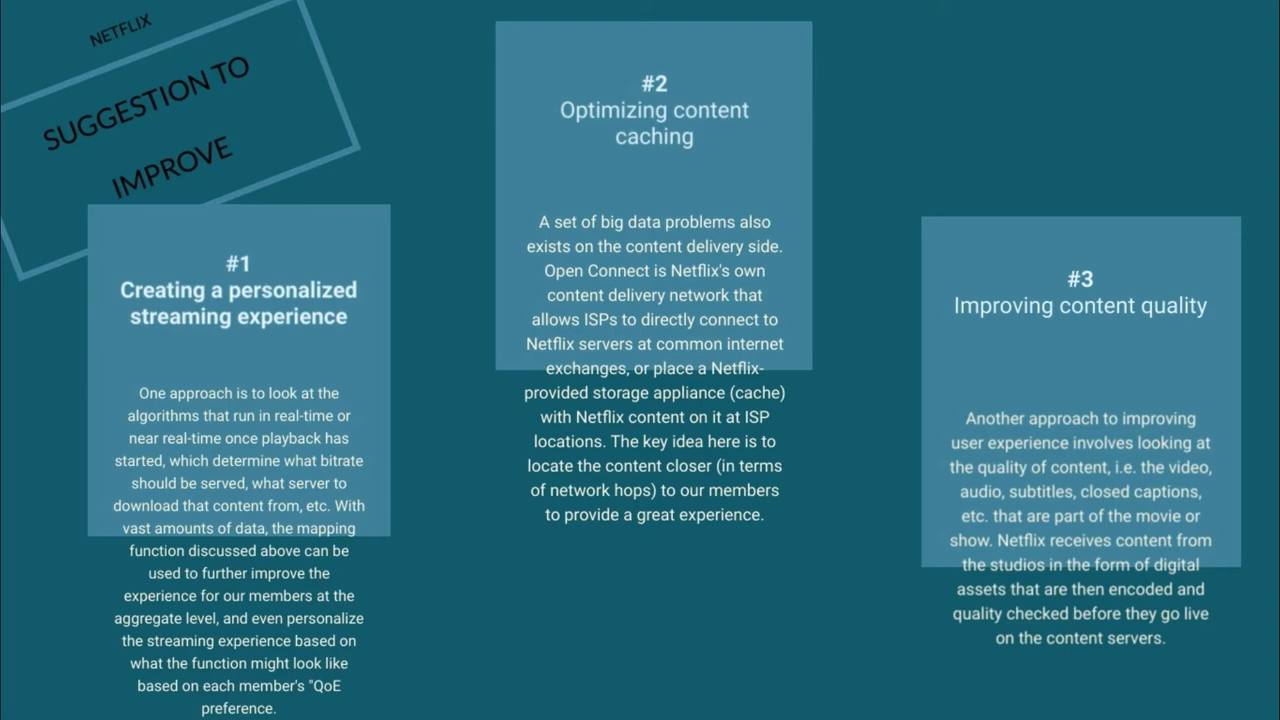 NETFLIX
SUGGESTION TO
IMPROVE
#1
Creating a personalized
streaming experience
One approach is to look at the
algorithms that run in real-time or
near real-time once playback has
started, which determine what bitrate
should be served, what server to
download that content from, etc. With
vast amounts of data, the mapping
function discussed above can be
used to further improve the
experience for our members at the
aggregate level, and even personalize
the streaming experience based on
what the function might look like
based on each member's "QoE
preference.
#2
Optimizing content
caching
A set of big data problems also
exists on the content delivery side.
Open Connect is Netflix's own
content delivery network that
allows ISPs to directly connect to
Netflix servers at common internet
exchanges, or place a Netflix-
provided storage appliance (cache)
with Netflix content on it at ISP
locations. The key idea here is to
locate the content closer (in terms
of network hops) to our members
to provide a great experience.
#3
Improving content quality
Another approach to improving
user experience involves looking at
the quality of content, i.e. the video,
audio, subtitles, closed captions,
etc. that are part of the movie or
show. Netflix receives content from
the studios in the form of digital
assets that are then encoded and
quality checked before they go live
on the content servers.